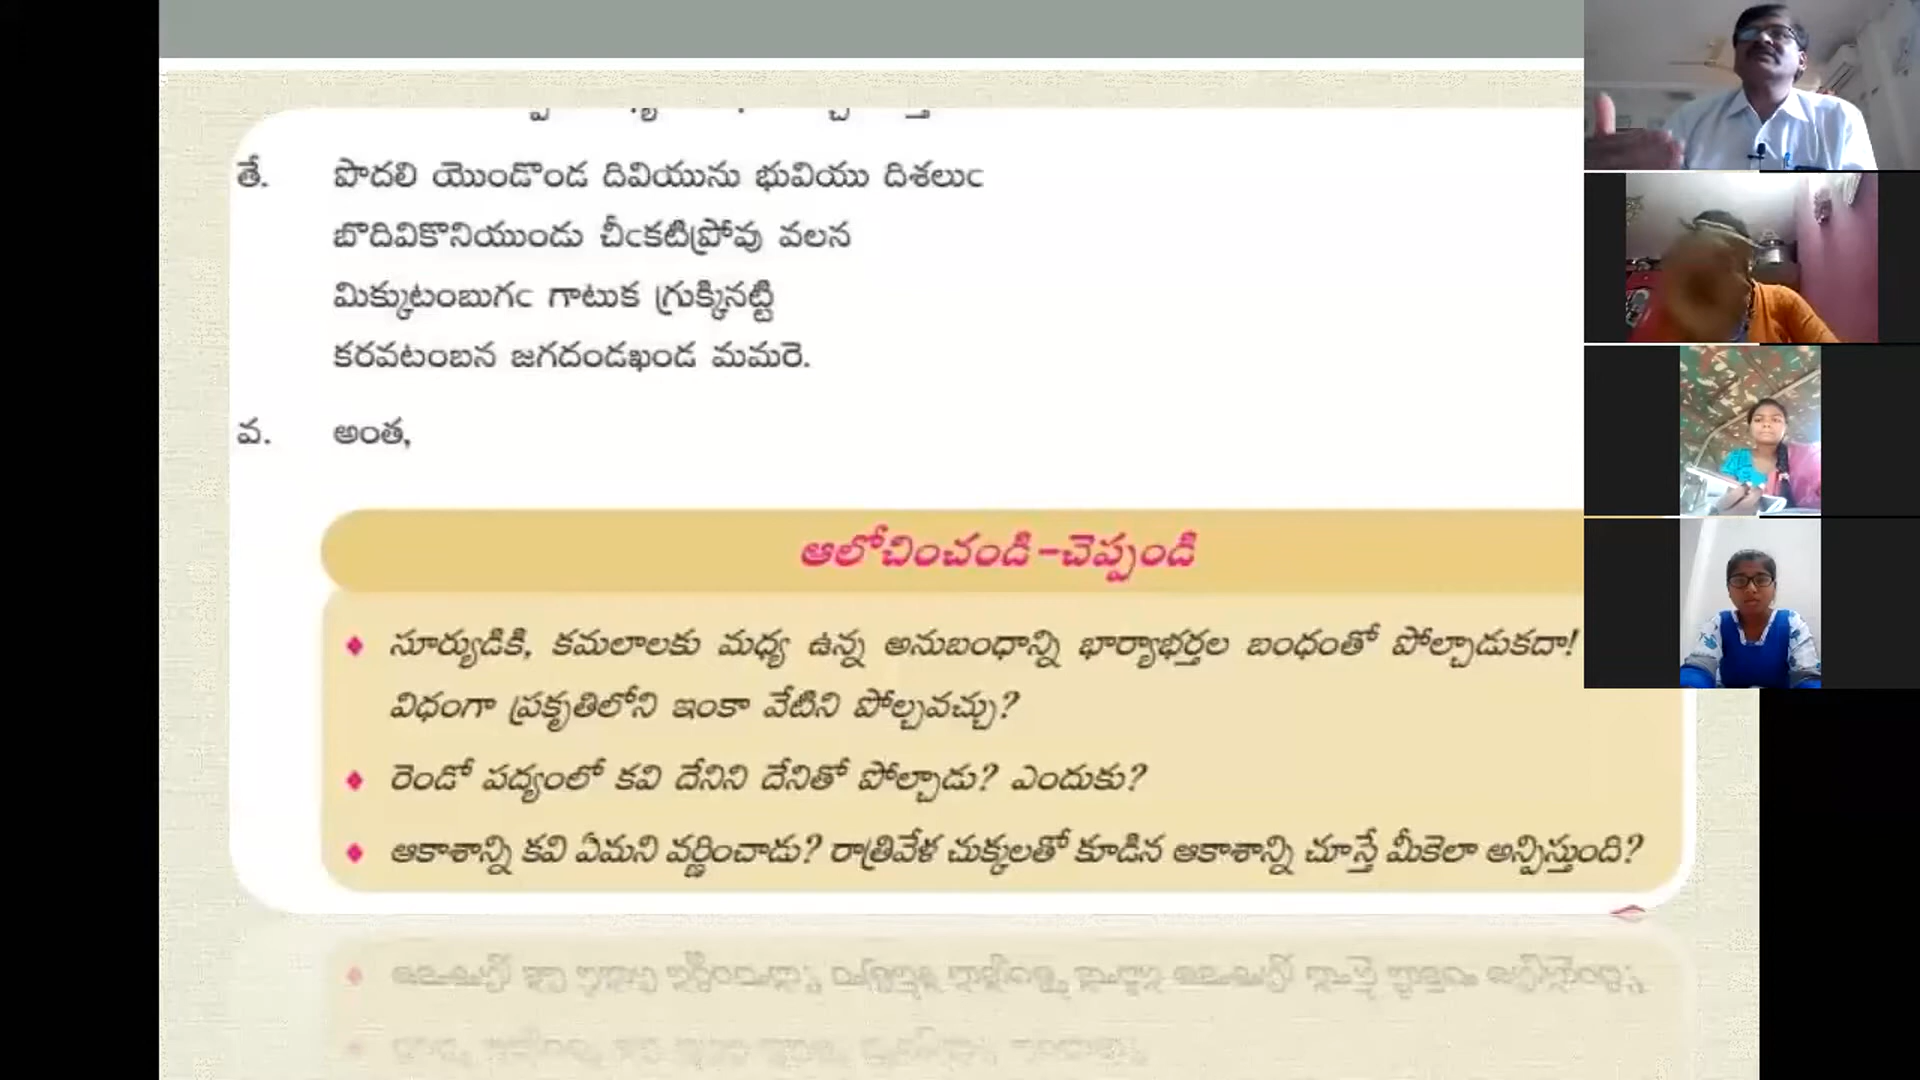 తే. పొదలి యొండొండ దివియును భువియు దిశలుఁ
బొదివికొనియుండు చీఁకటిప్రోవు వలన
మిక్కుటంబుగఁ గాటుక గ్రుక్కినట్టి
కరవటంబన జగదండఖండ మమరె.
వ. అంత,
ఆలోచించండి-చెప్పండి
సూర్యుడికి, కమలాలకు మధ్య ఉన్న అనుబంధాన్ని భార్యాభర్తల బంధంతో పోల్చాడుకదా!
విధంగా ప్రకృతిలోని ఇంకా వేటిని పోల్చవచ్చు?
రెండో పద్యంలో కవి దేనిని దేనితో పోల్చాడు? ఎందుకు?
ఆకాశాన్ని కవి ఏమని వర్ణించాడు? రాత్రివేళ చుక్కలతో కూడిన ఆకాశాన్ని చూస్తే మీకెలా అన్పిస్తుంది?